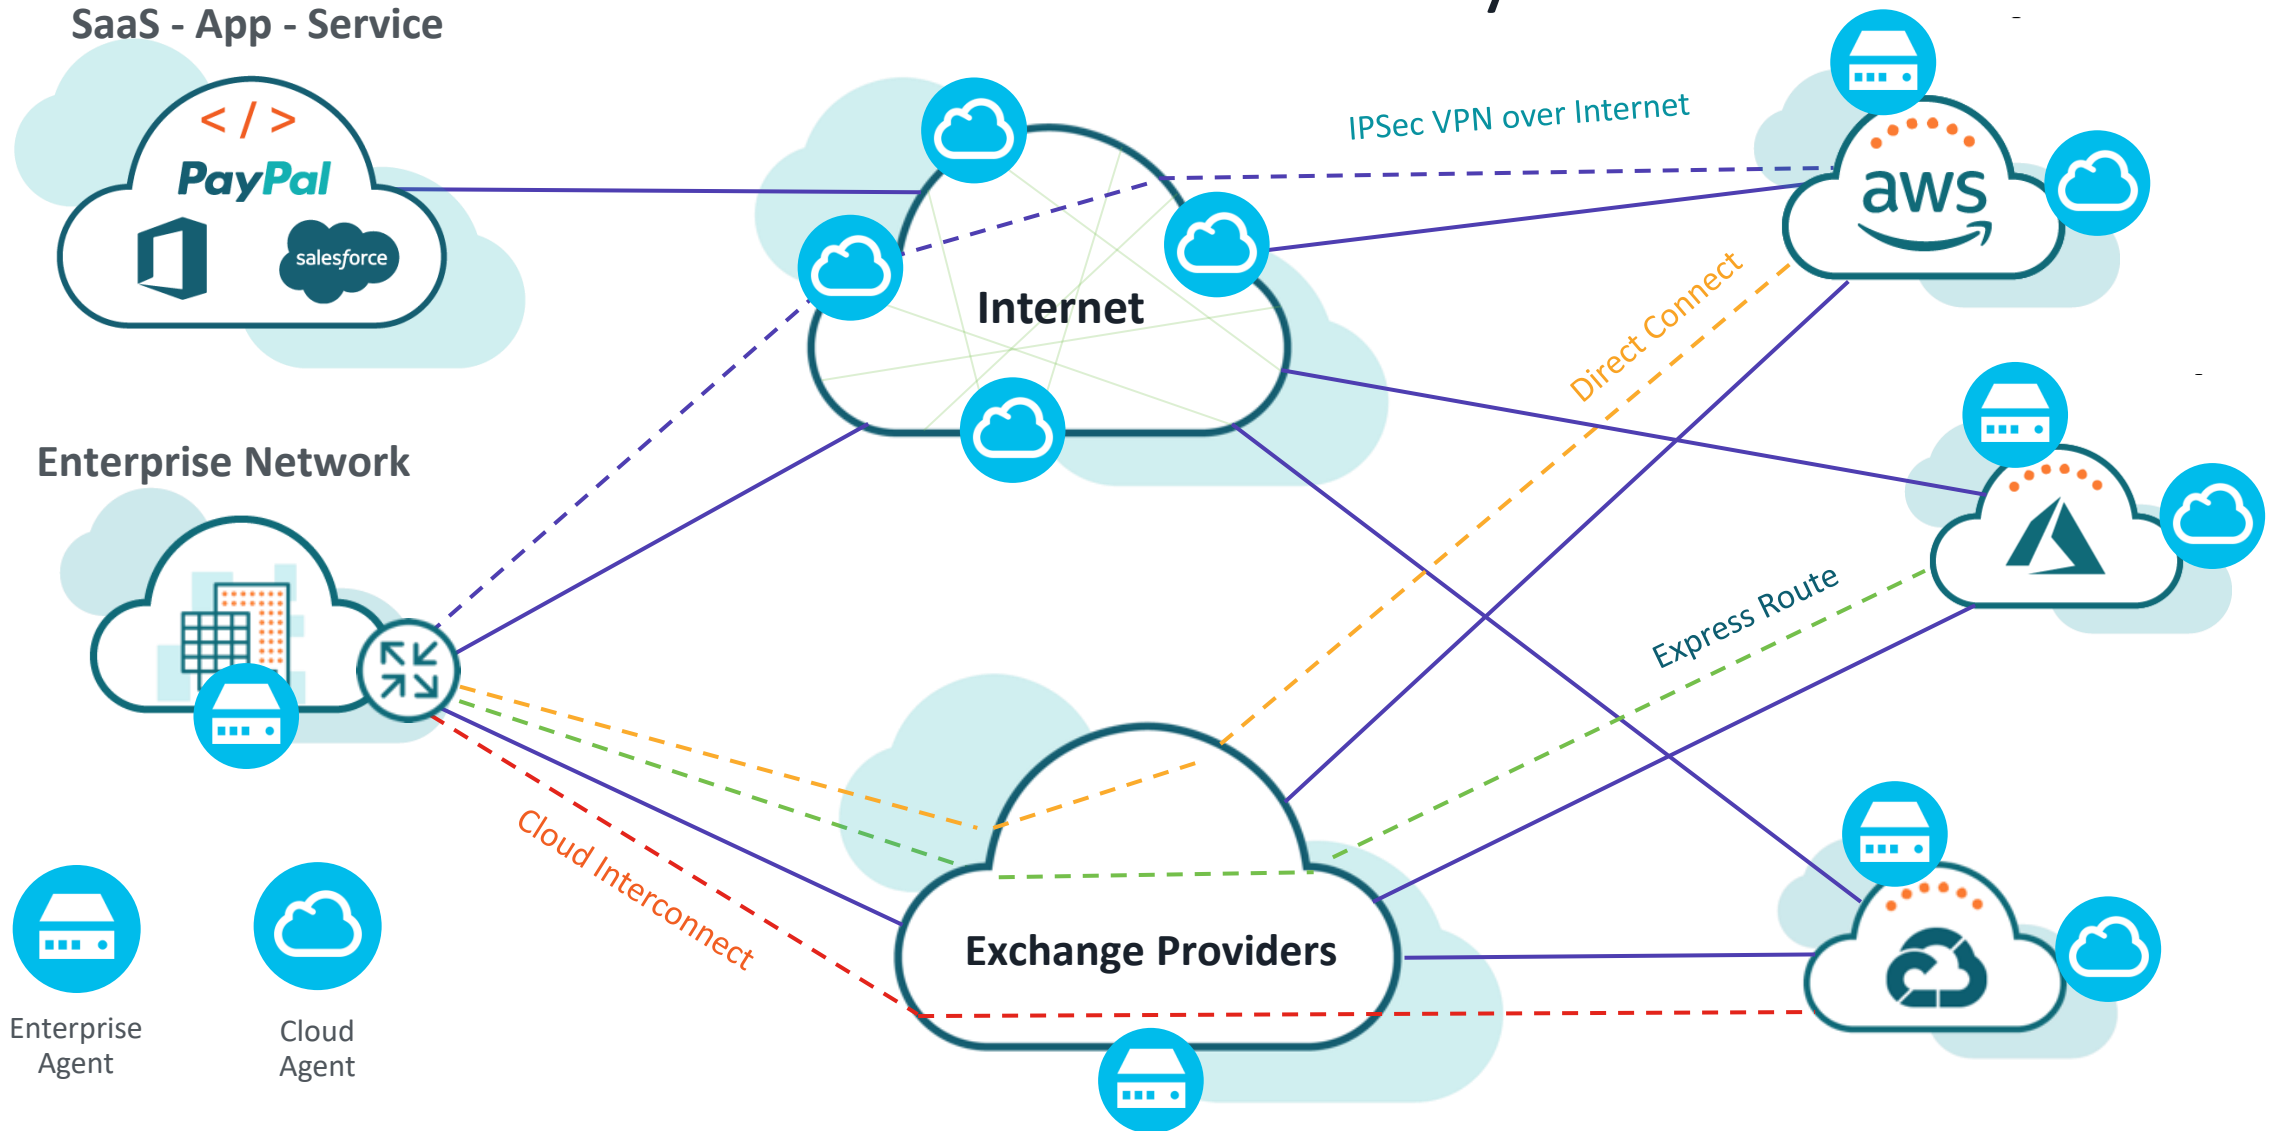 SaaS - App - Service
PayPal
salesforce
Enterprise Network
Enterprise
Agent
Cloud
Agent
Internet
Exchange Providers
IPSec VPN over Internet
Direct Connect
Express Route
Cloud Interconnect
aws